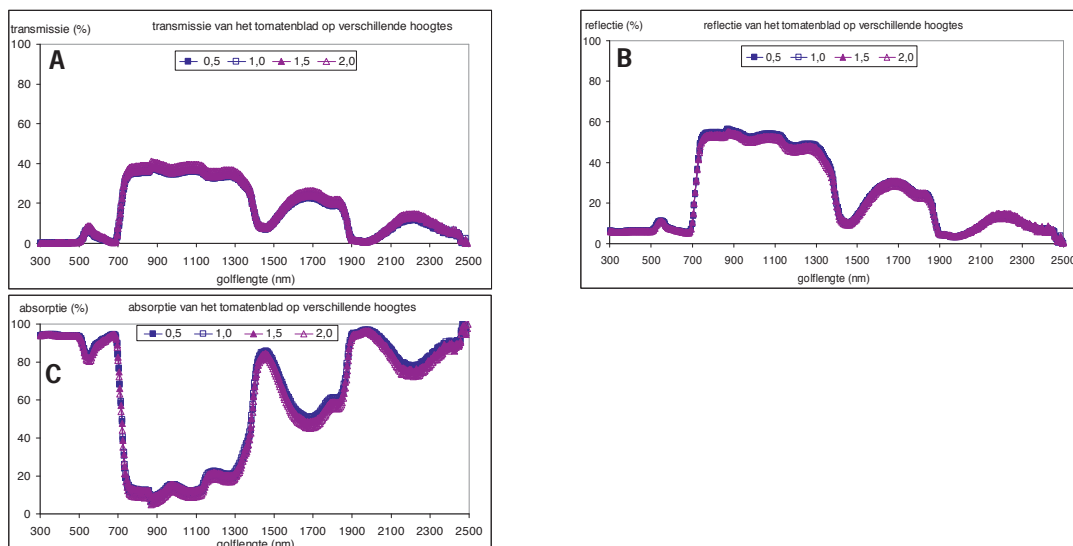 transmissie (%) transmissie van het tomatenblad op verschillende hoogtes
100
A
0,5 1,0 1,5 2,0
80
60
40
20
0
300 500 700 900 1100 1300 1500 1700 1900 2100 2300 2500
golflengte (nm)
reflectie (%) reflectie van het tomatenblad op verschillende hoogtes
100
B
0,5 1,0 1,5 2,0
80
60
40
20
0
300 500 700 900 1100 1300 1500 1700 1900 2100 2300 2500
golflengte (nm)
absorptie (%) absorptie van het tomatenblad op verschillende hoogtes
100
0,5 1,0 1,5 2,0
80
C
60
40
20
0
300 500 700 900 1100 1300 1500 1700 1900 2100 2300 2500
golflengte (nm)